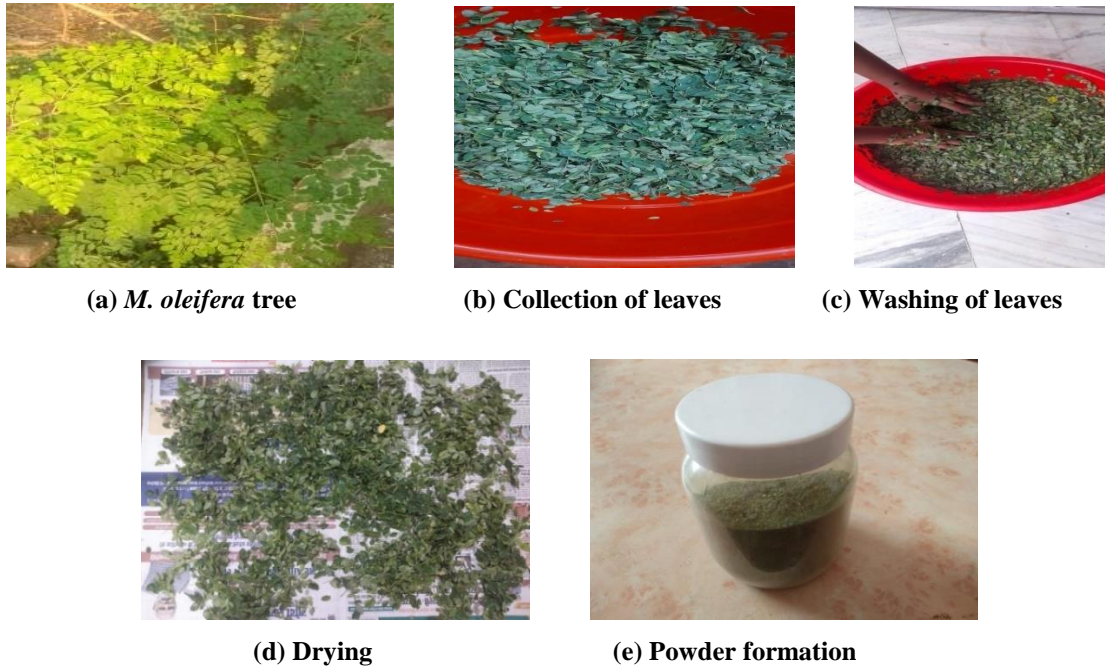 (a) M. oleifera tree
(b) Collection of leaves
(c) Washing of leaves
(d) Drying
(e) Powder formation